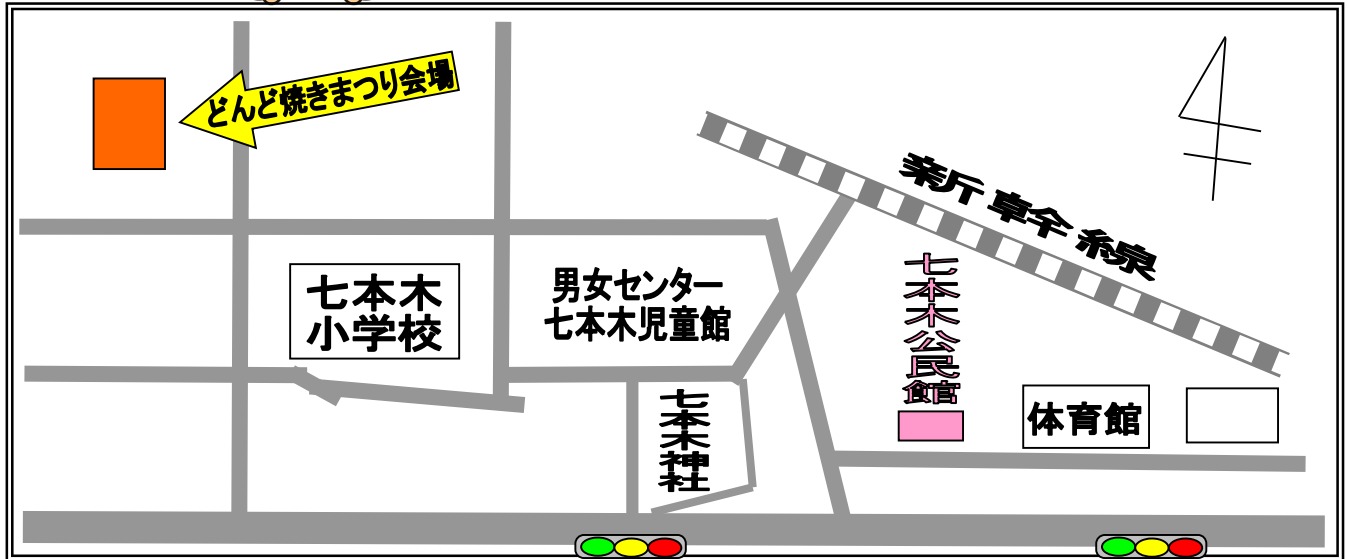 どんど焼きまつり会場
新幹線
七本木
小学校
男女センター
七本木児童館
七本木公民館
七本木神社
体育館